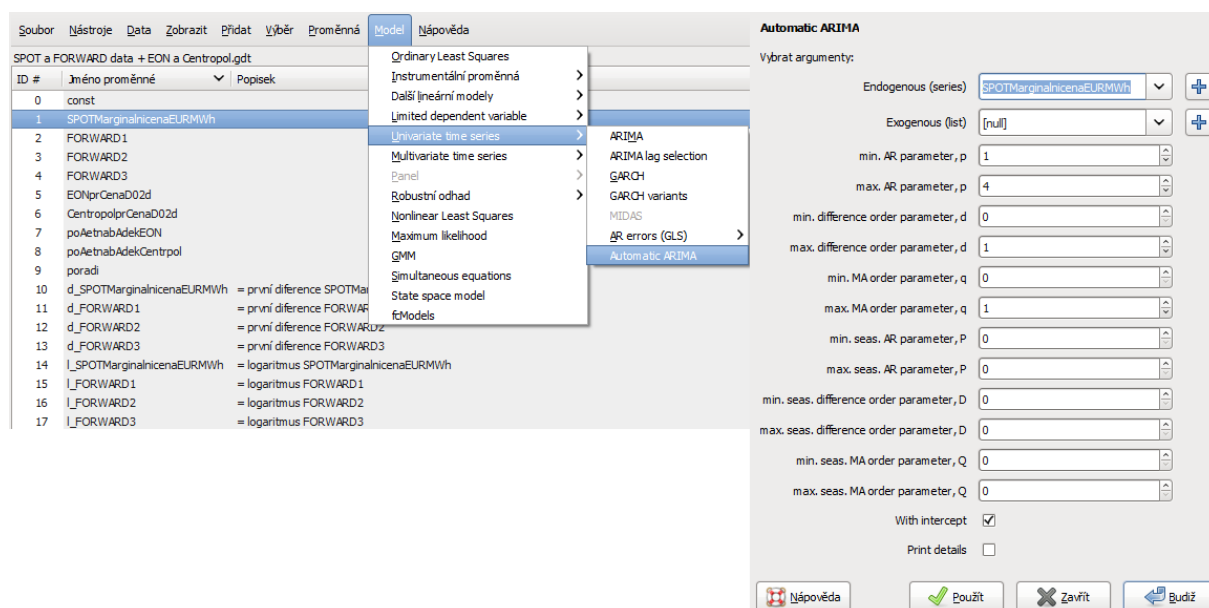 Soubor Nástroje Data Zobrazit Přidat Výběr Proměnná Model Nápověda
SPOT a FORWARD data + EON a Centropol.gdt
ID # Jméno proměnné Popisek
0 const
1 SPOTMarginalnicenaEURMWh
2 FORWARD1
3 FORWARD2
4 FORWARD3
5 EONprCenaD02d
6 CentropolprCenaD02d
7 poAetnabAdekEON
8 poAetnabAdekCentrpol
9 poradi
10 d_SPOTMarginalnicenaEURMWh = první diference SPOTMar
11 d_FORWARD1 = první diference FORWAR
12 d_FORWARD2 = první diference FORWARD2
13 d_FORWARD3 = první diference FORWARD3
14 l_SPOTMarginalnicenaEURMWh = logaritmus SPOTMarginalnicenaEURMWh
15 l_FORWARD1 = logaritmus FORWARD1
16 l_FORWARD2 = logaritmus FORWARD2
17 l_FORWARD3 = logaritmus FORWARD3
Ordinary Least Squares
Instrumentální proměnná
Další lineární modely
Limited dependent variable
Univariate time series
Multivariate time series
Panel
Robustní odhad
Nonlinear Least Squares
Maximum likelihood
GMM
Simultaneous equations
State space model
fcModels
ARIMA
ARIMA lag selection
GARCH
GARCH variants
MIDAS
AR errors (GLS)
Automatic ARIMA
Automatic ARIMA
Vybrat argumenty:
Endogenous (series) SPOTMarginalnicenaEURMWh
Exogenous (list) [null]
min. AR parameter, p 1
max. AR parameter, p 4
min. difference order parameter, d 0
max. difference order parameter, d 1
min. MA order parameter, q 0
max. MA order parameter, q 1
min. seas. AR parameter, P 0
max. seas. AR parameter, P 0
min. seas. difference order parameter, D 0
max. seas. difference order parameter, D 0
min. seas. MA order parameter, Q 0
max. seas. MA order parameter, Q 0
With intercept
Print details
Nápověda Použít Zavřít Budiž